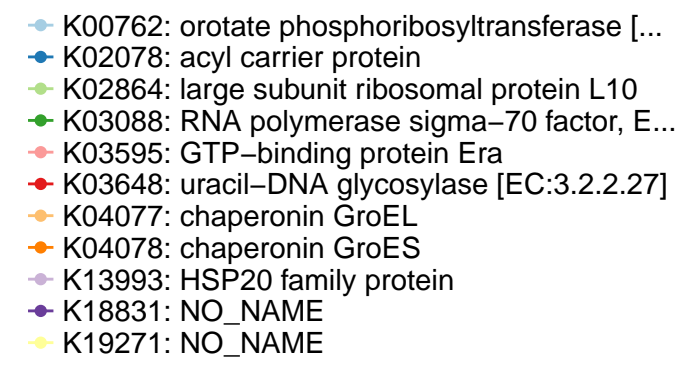 K00762: orotate phosphoribosyltransferase [...
K02078: acyl carrier protein
K02864: large subunit ribosomal protein L10
K03088: RNA polymerase sigma−70 factor, E...
K03595: GTP−binding protein Era
K03648: uracil−DNA glycosylase [EC:3.2.2.27]
K04077: chaperonin GroEL
K04078: chaperonin GroES
K13993: HSP20 family protein
K18831: NO_NAME
K19271: NO_NAME